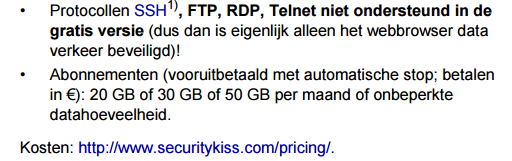 • Protocollen SSH1), FTP, RDP, Telnet niet ondersteund in de
gratis versie (dus dan is eigenlijk alleen het webbrowser data
verkeer beveiligd)!
• Abonnementen (vooruitbetaald met automatische stop; betalen
in €): 20 GB of 30 GB of 50 GB per maand of onbeperkte
datahoeveelheid.
Kosten: http://www.securitykiss.com/pricing/.